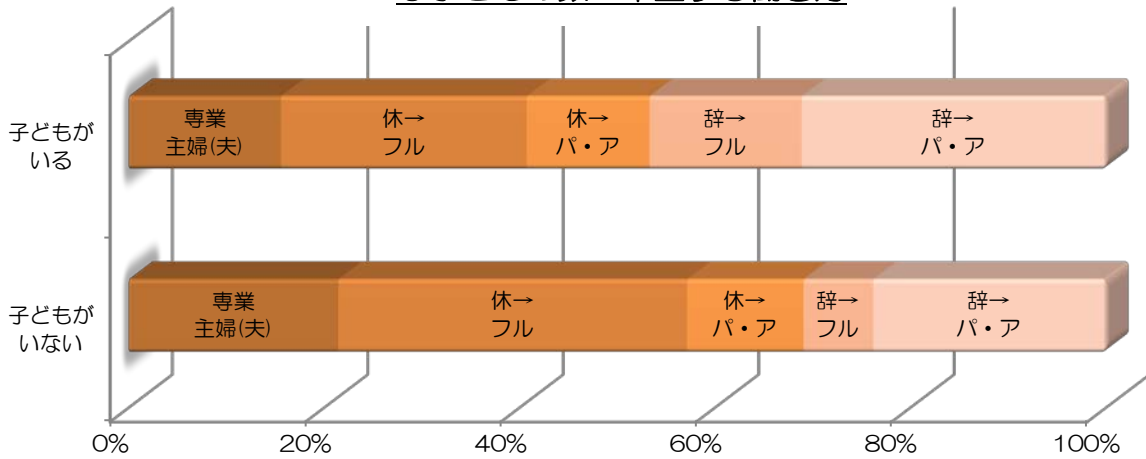 子どもが
いる
専業
主婦(夫)
休→
フル
休→
パ・ア
辞→
フル
辞→
パ・ア
子どもが
いない
専業
主婦(夫)
休→
フル
休→
パ・ア
辞→
フル
辞→
パ・ア
0%
20%
40%
60%
80%
100%